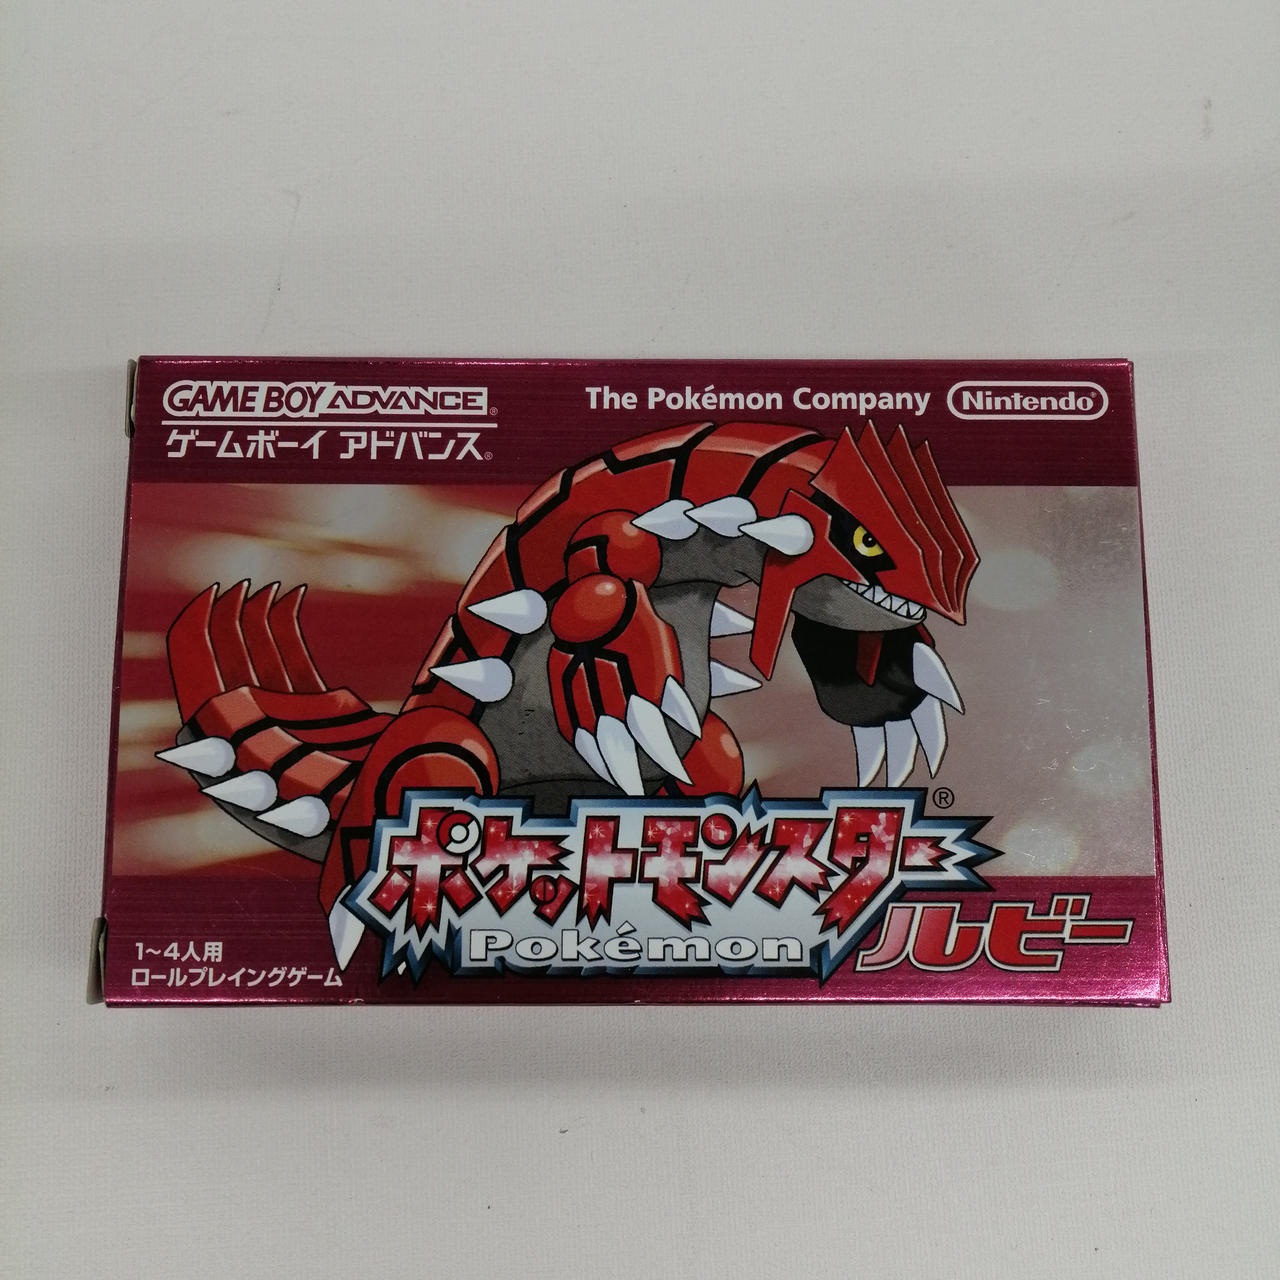 GAME BOY ADVANCE®
ゲームボーイ アドバンス®
The Pokémon Company
Nintendo®
ポケットモンスター®
Pokémon
ルビー
1～4人用
ロールプレイングゲーム